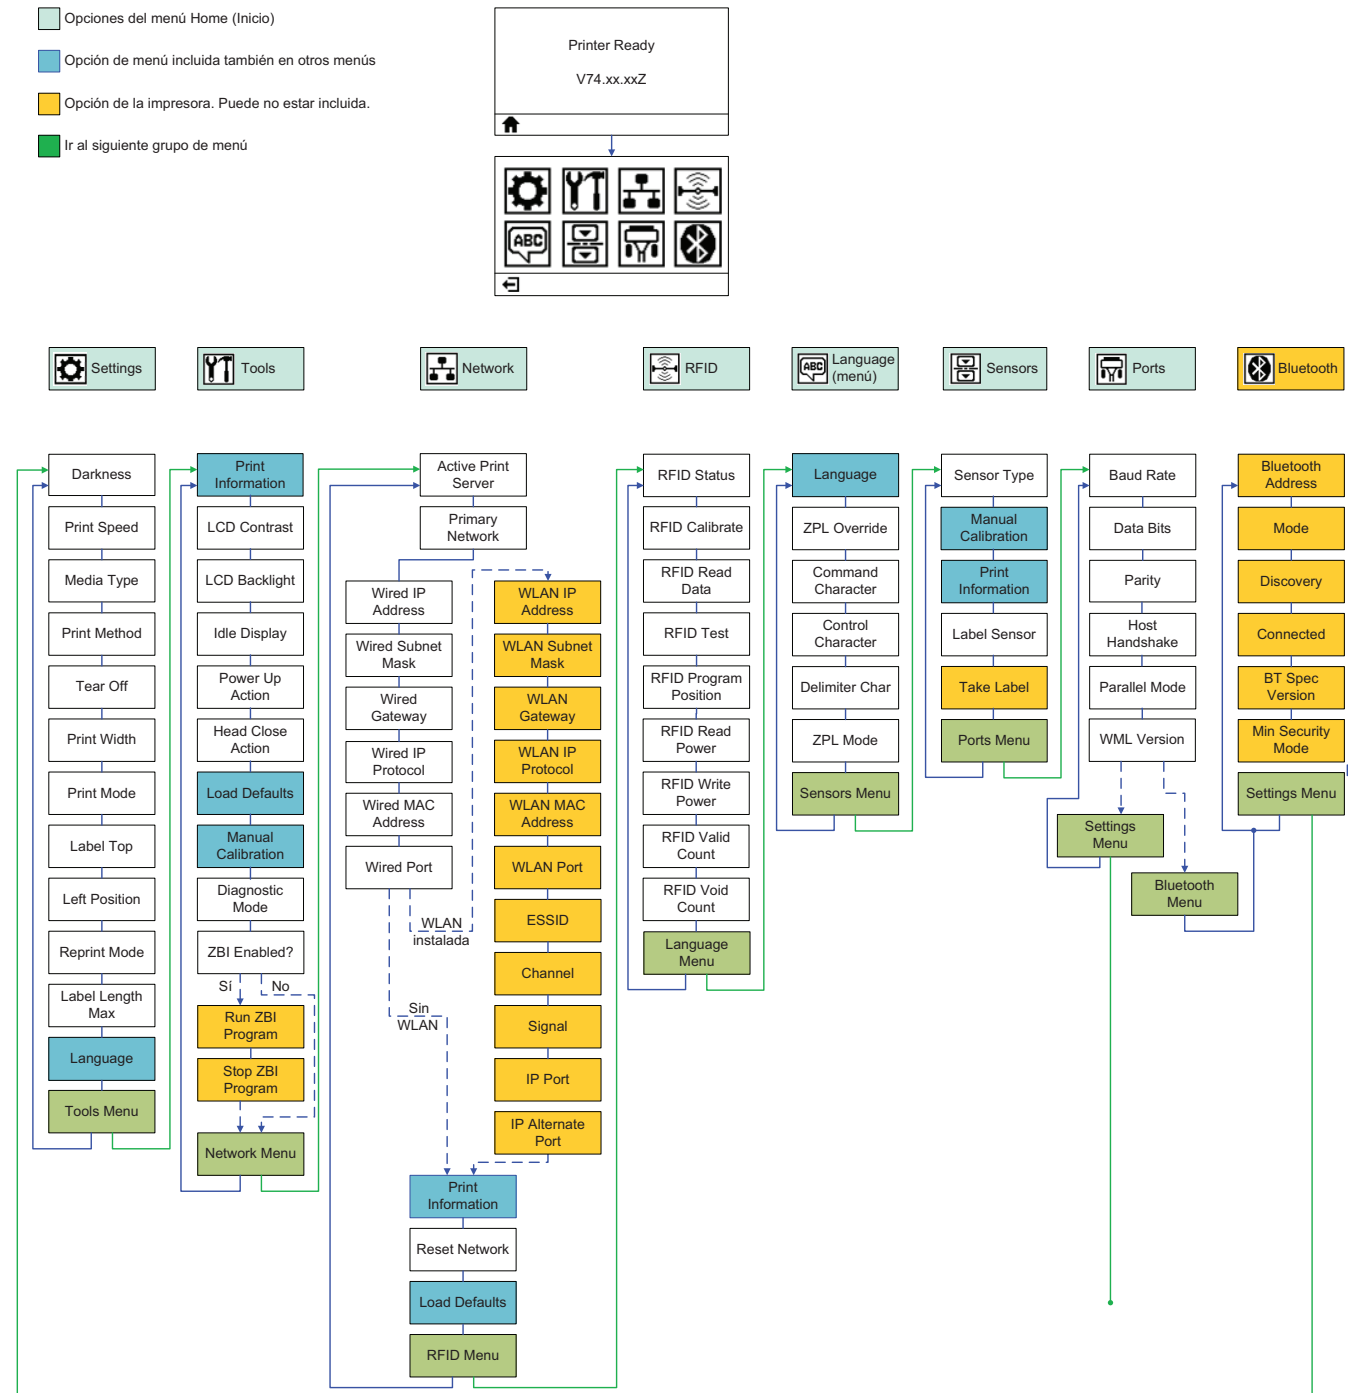 Opciones del menú Home (Inicio)
Opción de menú incluida también en otros menús
Opción de la impresora. Puede no estar incluida.
Ir al siguiente grupo de menú
Printer Ready
V74.xx.xxZ
ABC
Settings
Tools
Network
RFID
ABC
Language
(menú)
Sensors
Ports
Bluetooth
Darkness
Print Speed
Media Type
Print Method
Tear Off
Print Width
Print Mode
Label Top
Left Position
Reprint Mode
Label Length
Max
Language
Tools Menu
Print
Information
LCD Contrast
LCD Backlight
Idle Display
Power Up
Action
Head Close
Action
Load Defaults
Manual
Calibration
Diagnostic
Mode
ZBI Enabled?
Sí
No
Run ZBI
Program
Stop ZBI
Program
Network Menu
Active Print
Server
Primary
Network
Wired IP
Address
Wired Subnet
Mask
Wired
Gateway
Wired IP
Protocol
Wired MAC
Address
Wired Port
WLAN
instalada
Sin
WLAN
WLAN IP
Address
WLAN Subnet
Mask
WLAN
Gateway
WLAN IP
Protocol
WLAN MAC
Address
WLAN Port
ESSID
Channel
Signal
IP Port
IP Alternate
Port
Print
Information
Reset Network
Load Defaults
RFID Menu
RFID Status
RFID Calibrate
RFID Read
Data
RFID Test
RFID Program
Position
RFID Read
Power
RFID Write
Power
RFID Valid
Count
RFID Void
Count
Language
Menu
Language
ZPL Override
Command
Character
Control
Character
Delimiter Char
ZPL Mode
Sensors Menu
Sensor Type
Manual
Calibration
Print
Information
Label Sensor
Take Label
Ports Menu
Baud Rate
Data Bits
Parity
Host
Handshake
Parallel Mode
WML Version
Settings
Menu
Bluetooth
Menu
Bluetooth
Address
Mode
Discovery
Connected
BT Spec
Version
Min Security
Mode
Settings Menu